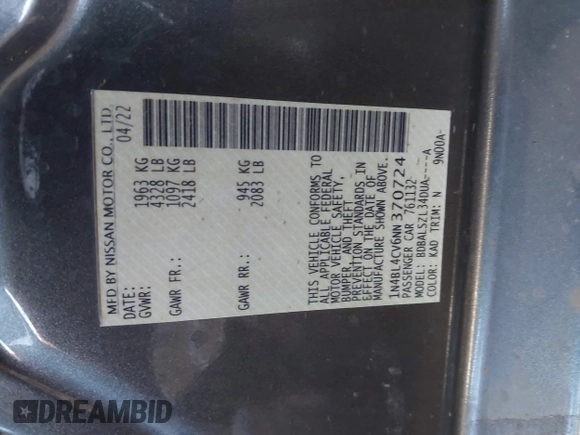 MFD BY NISSAN MOTOR CO., LTD.
DATE: 04/22
GVWR: 1963 KG
4328 LB
GAWR FR.: 1097 KG
2418 LB
GAWR RR.: 945 KG
2083 LB
THIS VEHICLE CONFORMS TO
ALL APPLICABLE FEDERAL
MOTOR VEHICLE SAFETY,
BUMPER, AND THEFT
PREVENTION STANDARDS IN
EFFECT ON THE DATE OF
MANUFACTURE SHOWN ABOVE.
1N4BL4CV6NN370724
PASSENGER CAR 761132
MODEL: DDBALSZL34DUA-----A
COLOR: KAD TRIM: N 9N00A-
DREAMBID